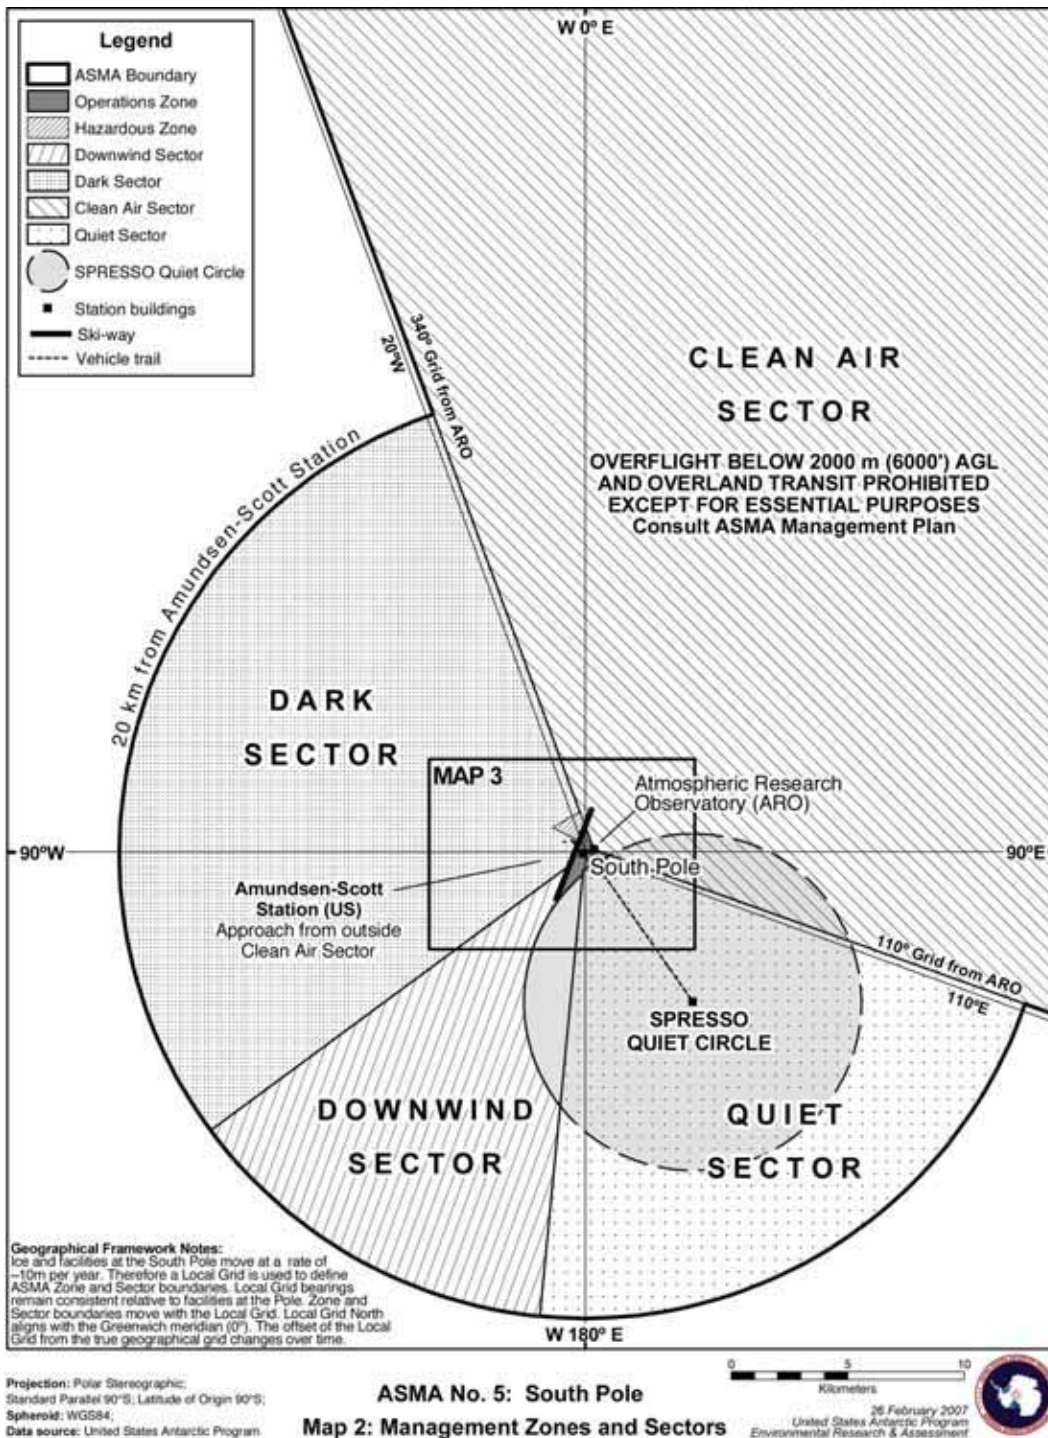 Legend
ASMA Boundary
Operations Zone
Hazardous Zone
Downwind Sector
Dark Sector
Clean Air Sector
Quiet Sector
SPRESSO Quiet Circle
Station buildings
Ski-way
Vehicle trail
W 0º E
340º Grid from ARO
20ºW
CLEAN AIR
SECTOR
OVERFLIGHT BELOW 2000 m (6000') AGL
AND OVERLAND TRANSIT PROHIBITED
EXCEPT FOR ESSENTIAL PURPOSES
Consult ASMA Management Plan
20 km from Amundsen-Scott Station
DARK
SECTOR
MAP 3
Atmospheric Research
Observatory (ARO)
90ºW
90ºE
South Pole
Amundsen-Scott
Station (US)
Approach from outside
Clean Air Sector
110º Grid from ARO
110ºE
SPRESSO
QUIET CIRCLE
DOWNWIND
SECTOR
QUIET
SECTOR
Geographical Framework Notes:
Ice and facilities at the South Pole move at a rate of
~10m per year. Therefore a Local Grid is used to define
ASMA Zone and Sector boundaries. Local Grid bearings
remain consistent relative to facilities at the Pole. Zone and
Sector boundaries move with the Local Grid. Local Grid North
aligns with the Greenwich meridian (0º). The offset of the Local
Grid from the true geographical grid changes over time.
W 180º E
Projection: Polar Stereographic;
Standard Parallel 90°S; Latitude of Origin 90°S;
Spheroid: WGS84;
Data source: United States Antarctic Program
ASMA No. 5: South Pole
Map 2: Management Zones and Sectors
0 5 10
Kilometers
26 February 2007
United States Antarctic Program
Environmental Research & Assessment